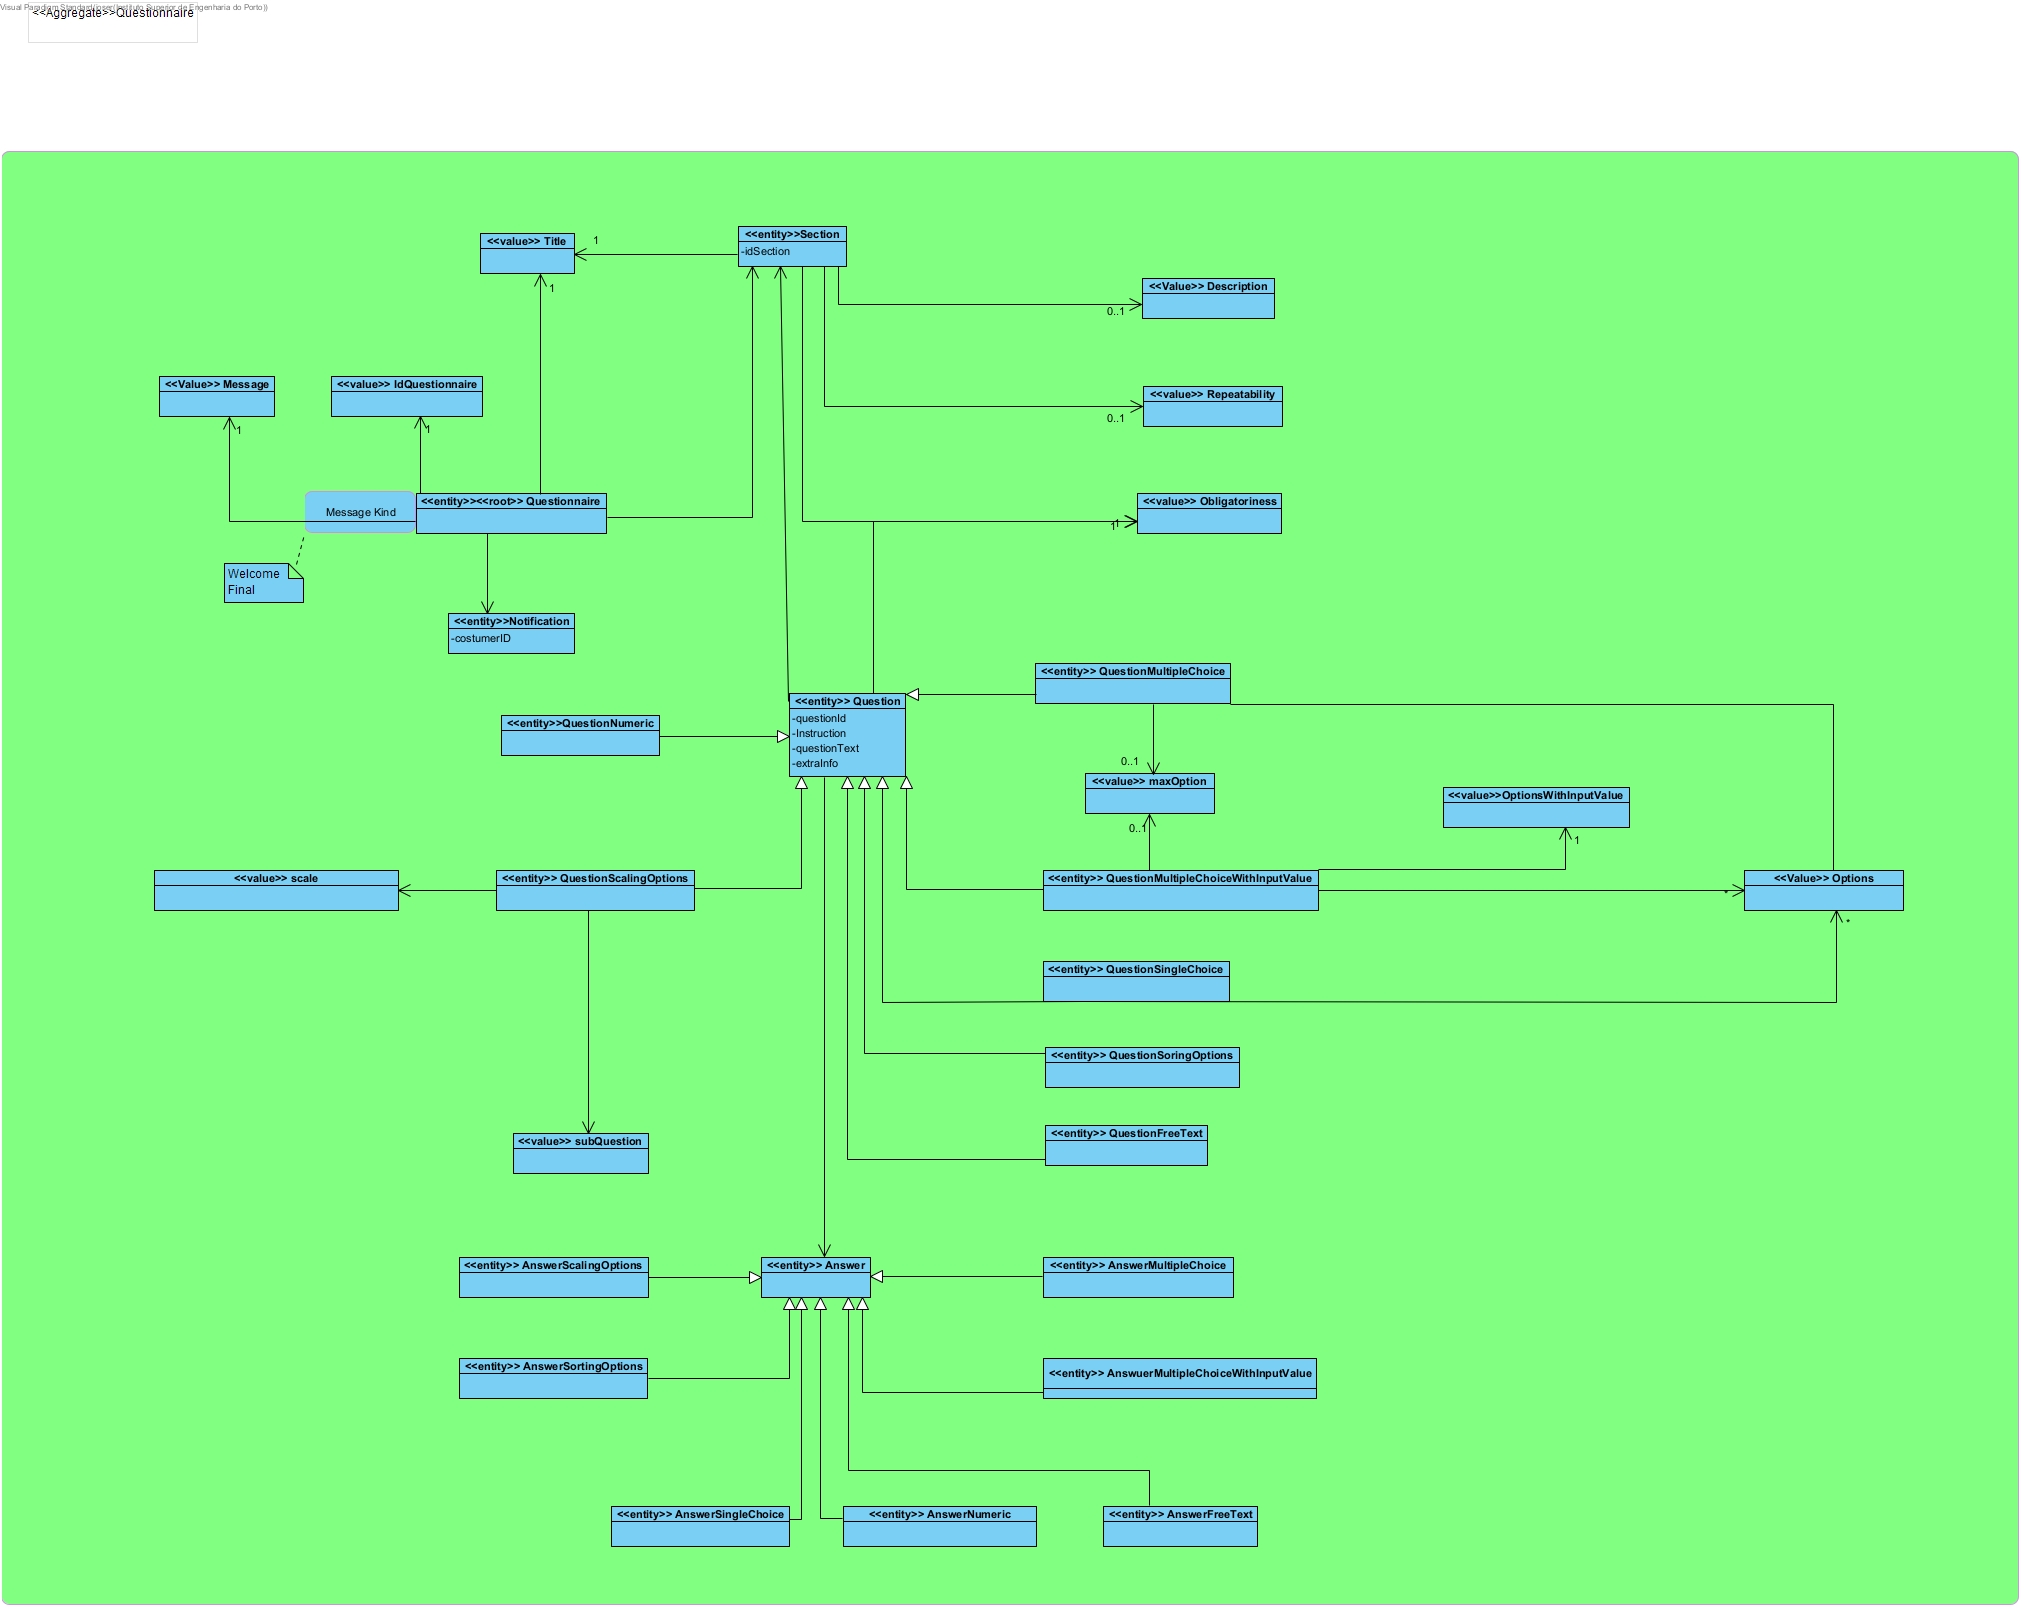 Visual Paradigm Standard(joser(Instituto Superior de Engenharia do Porto))
<<Aggregate>>Questionnaire
<<value>> Title
1
<<entity>>Section
-idSection
1
<<Value>> Description
0..1
<<Value>> Message
1
<<value>> IdQuestionnaire
1
<<value>> Repeatability
0..1
Message Kind
<<entity>><<root>> Questionnaire
<<value>> Obligatoriness
1
1
Welcome
Final
<<entity>>Notification
-costumerID
<<entity>> QuestionMultipleChoice
<<entity>> Question
-questionId
-Instruction
-questionText
-extraInfo
<<entity>>QuestionNumeric
0..1
<<value>> maxOption
0..1
<<value>>OptionsWithInputValue
1
<<value>> scale
<<entity>> QuestionScalingOptions
<<entity>> QuestionMultipleChoiceWithInputValue
*
<<Value>> Options
*
<<entity>> QuestionSingleChoice
<<entity>> QuestionSoringOptions
<<entity>> QuestionFreeText
<<value>> subQuestion
<<entity>> AnswerScalingOptions
<<entity>> Answer
<<entity>> AnswerMultipleChoice
<<entity>> AnswerSortingOptions
<<entity>> AnswuerMultipleChoiceWithInputValue
<<entity>> AnswerSingleChoice
<<entity>> AnswerNumeric
<<entity>> AnswerFreeText